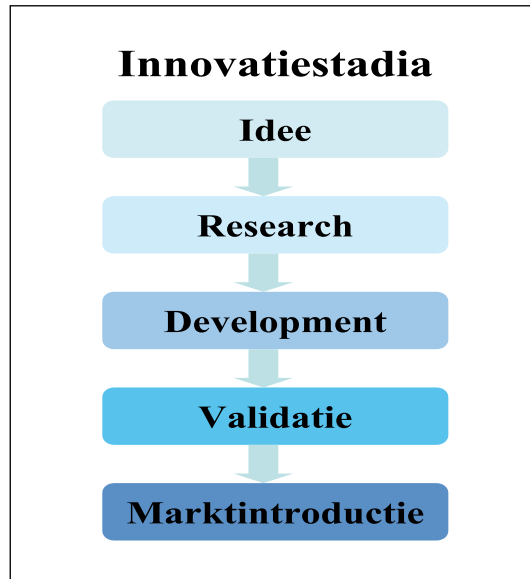 Innovatiestadia
Idee
Research
Development
Validatie
Marktintroductie